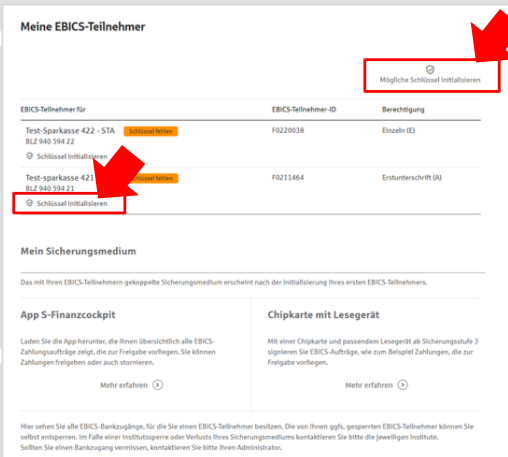 Meine EBICS-Teilnehmer
Mögliche Schlüssel initialisieren
EBICS-Teilnehmer für EBICS-Teilnehmer-ID Berechtigung
Test-Sparkasse 422 - STA Schlüssel fehlen F0220038 Einzeln (E)
BLZ 940 594 22
Schlüssel initialisieren
Test-sparkasse 421 Schlüssel fehlen F0211464 Erstunterschrift (A)
BLZ 940 594 21
Schlüssel initialisieren
Mein Sicherungsmedium
Das mit Ihren EBICS-Teilnehmern gekoppelte Sicherungsmedium erscheint nach der Initialisierung Ihres ersten EBICS-Teilnehmers.
App S-Finanzcockpit
Laden Sie die App herunter, die Ihnen übersichtlich alle EBICS-
Zahlungsaufträge zeigt, die zur Freigabe vorliegen. Sie können
Zahlungen freigeben oder auch stornieren.
Mehr erfahren
Chipkarte mit Lesegerät
Mit einer Chipkarte und passendem Lesegerät ab Sicherungsstufe 3
signieren Sie EBICS-Aufträge, wie zum Beispiel Zahlungen, die zur
Freigabe vorliegen.
Mehr erfahren
Hier sehen Sie alle EBICS-Bankzugänge, für die Sie einen EBICS-Teilnehmer besitzen. Die von Ihnen ggfs. gesperrten EBICS-Teilnehmer können Sie
selbst entsperren. Im Falle einer Institutssperre oder Verlusts Ihres Sicherungsmediums kontaktieren Sie bitte die jeweiligen Institute.
Sollten Sie einen Bankzugang vermissen, kontaktieren Sie bitte Ihren Administrator.